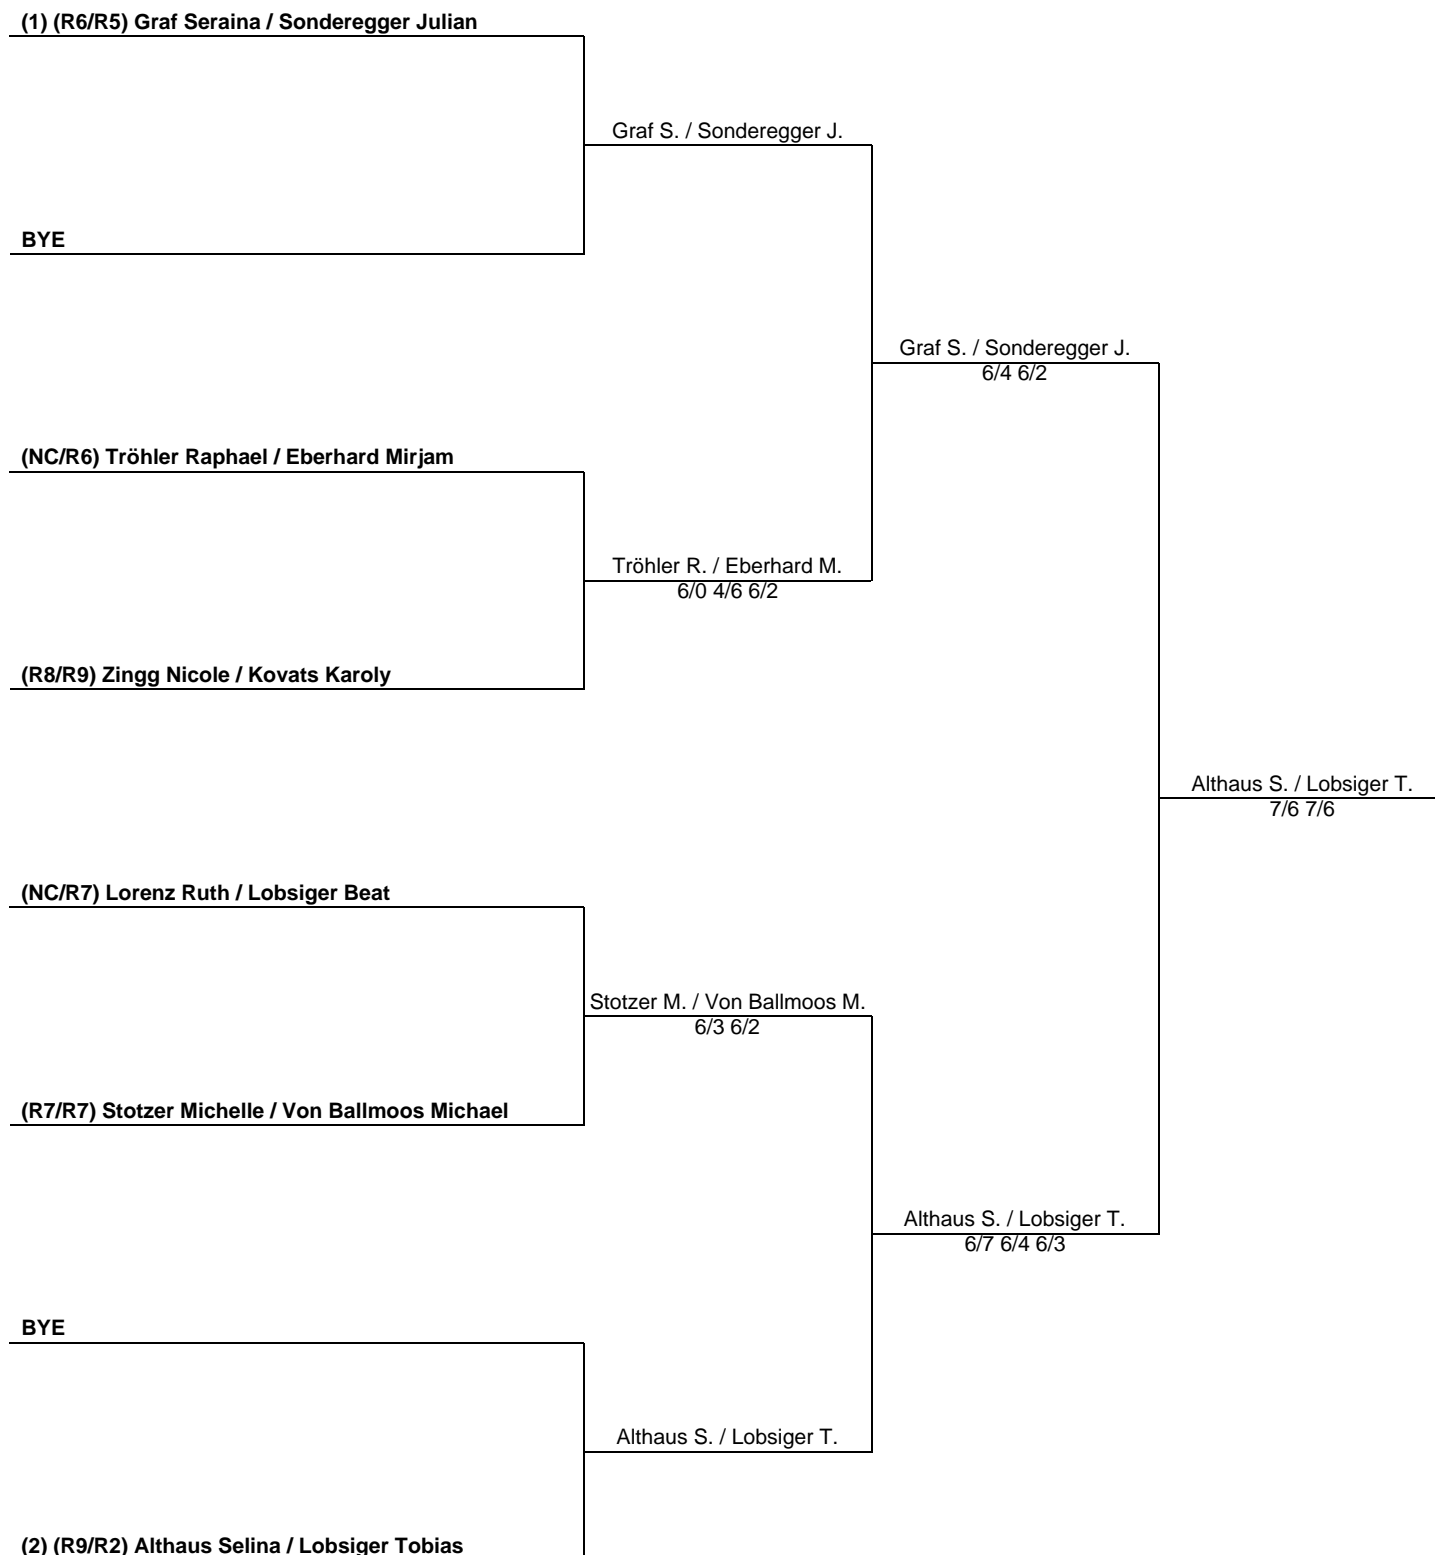 (1) (R6/R5) Graf Seraina / Sonderegger Julian
Graf S. / Sonderegger J.
BYE
Graf S. / Sonderegger J.
6/4 6/2
(NC/R6) Tröhler Raphael / Eberhard Mirjam
Tröhler R. / Eberhard M.
6/0 4/6 6/2
(R8/R9) Zingg Nicole / Kovats Karoly
Althaus S. / Lobsiger T.
7/6 7/6
(NC/R7) Lorenz Ruth / Lobsiger Beat
Stotzer M. / Von Ballmoos M.
6/3 6/2
(R7/R7) Stotzer Michelle / Von Ballmoos Michael
Althaus S. / Lobsiger T.
6/7 6/4 6/3
BYE
Althaus S. / Lobsiger T.
(2) (R9/R2) Althaus Selina / Lobsiger Tobias